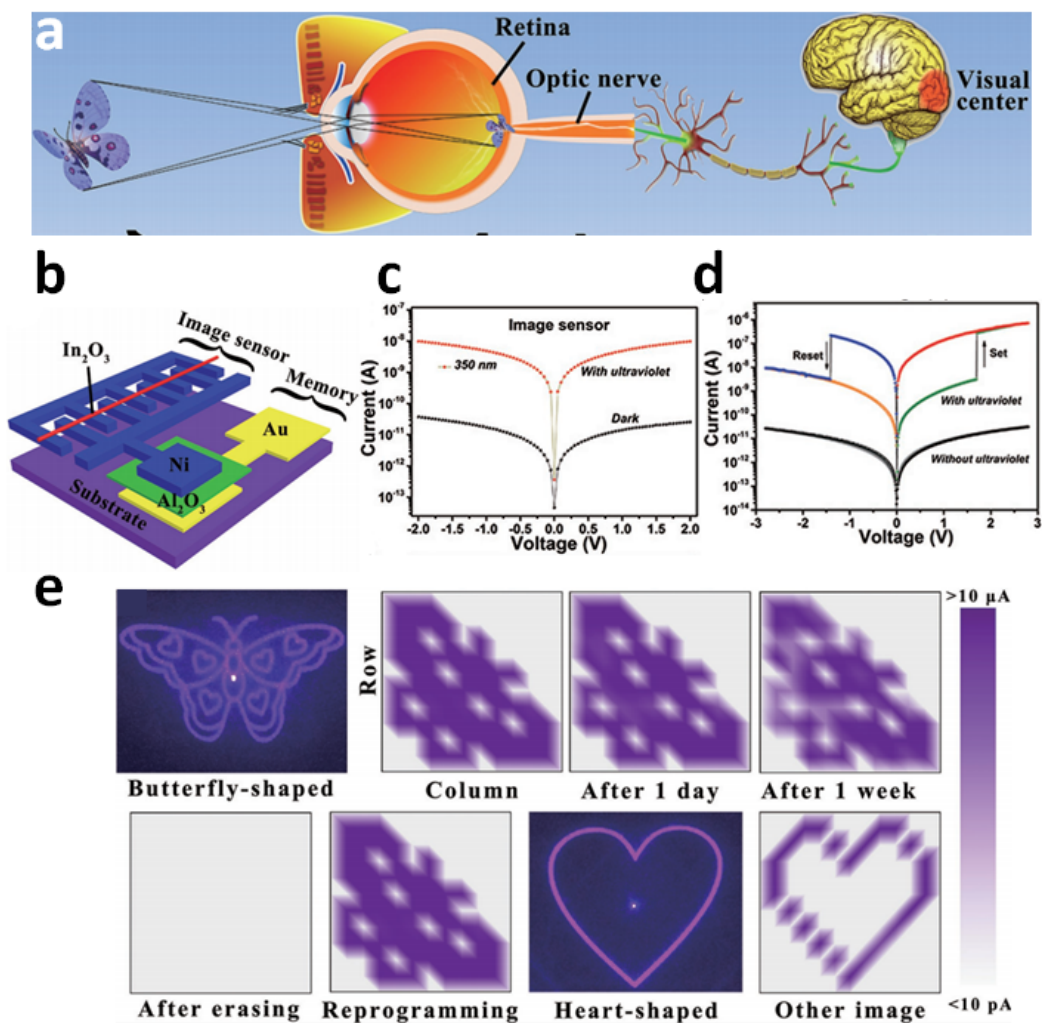 a
Retina
Optic nerve
Visual
center
b
In₂O₃
Image sensor
Memory
Au
Ni
Al₂O₃
Substrate
c
10⁻⁷
10⁻⁸
10⁻⁹
10⁻¹⁰
10⁻¹¹
10⁻¹²
10⁻¹³
Current (A)
Image sensor
350 nm
With ultraviolet
Dark
-2.0 -1.5 -1.0 -0.5 0.0 0.5 1.0 1.5 2.0
Voltage (V)
d
10⁻⁵
10⁻⁶
10⁻⁷
10⁻⁸
10⁻⁹
10⁻¹⁰
10⁻¹¹
10⁻¹²
10⁻¹³
10⁻¹⁴
Current (A)
Reset
Set
With ultraviolet
Without ultraviolet
-3 -1 0 1 2 3
Voltage (V)
e
>10 µA
Row
Butterfly-shaped
Column
After 1 day
After 1 week
After erasing
Reprogramming
Heart-shaped
Other image
<10 pA